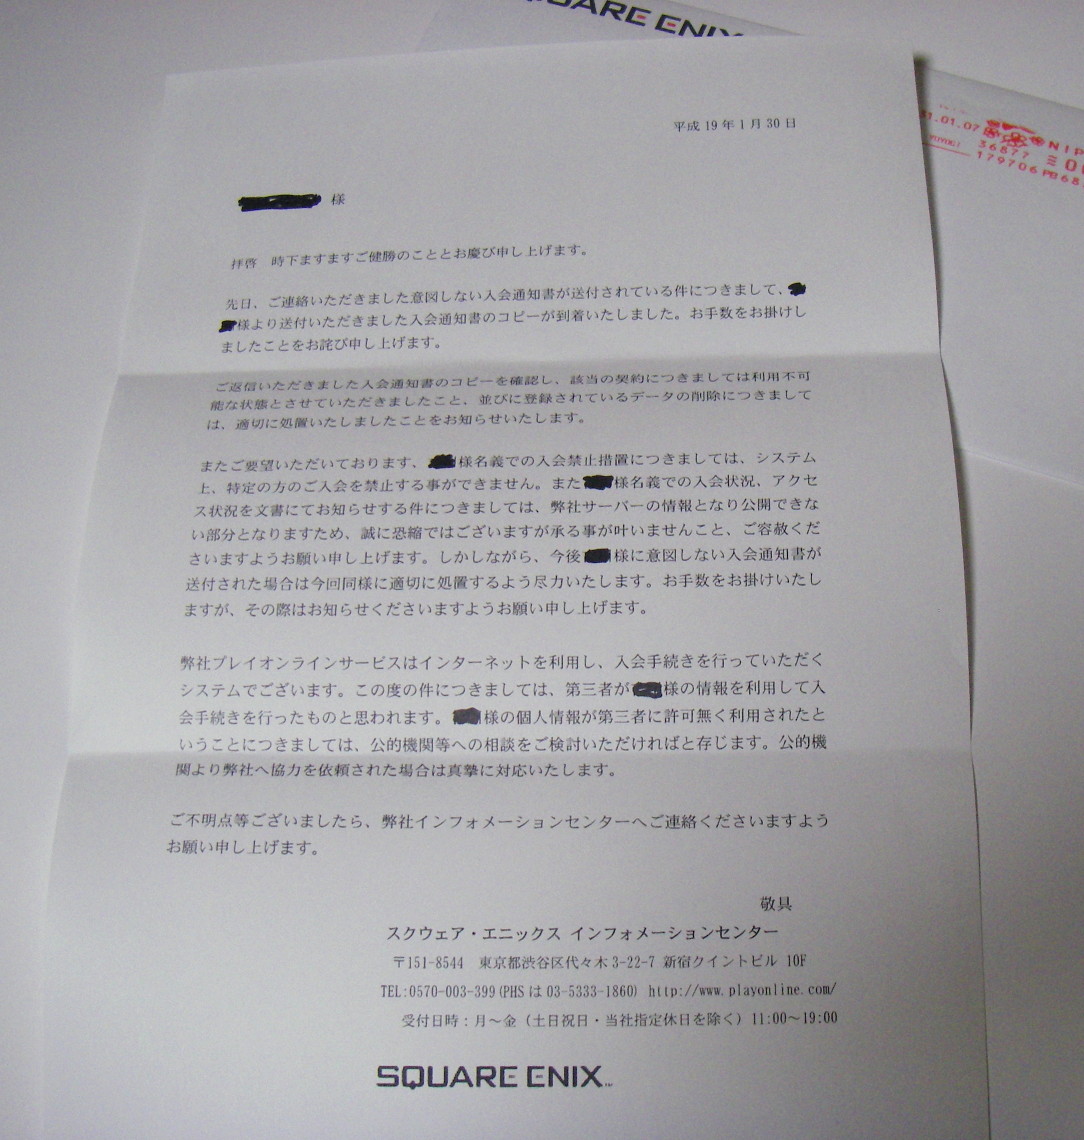 SQUARE ENIX
平成19年1月30日
31.01.07
NIP
36877
179706 PB68
様
拝啓　時下ますますご健勝のこととお慶び申し上げます。
先日、ご連絡いただきました意図しない入会通知書が送付されている件につきまして、
様より送付いただきました入会通知書のコピーが到着いたしました。お手数をお掛けし
ましたことをお詫び申し上げます。
ご返信いただきました入会通知書のコピーを確認し、該当の契約につきましては利用不可
能な状態とさせていただきましたこと、並びに登録されているデータの削除につきまして
は、適切に処置いたしましたことをお知らせいたします。
またご要望いただいております、様名義での入会禁止措置につきましては、システム
上、特定の方のご入会を禁止する事ができません。また様名義での入会状況、アクセ
ス状況を文書にてお知らせする件につきましては、弊社サーバーの情報となり公開できな
い部分となりますため、誠に恐縮ではございますが承る事が叶いませんこと、ご容赦くだ
さいますようお願い申し上げます。しかしながら、今後様に意図しない入会通知書が
送付された場合は今回同様に適切に処置するよう尽力いたします。お手数をお掛けいたし
ますが、その際はお知らせくださいますようお願い申し上げます。
弊社プレイオンラインサービスはインターネットを利用し、入会手続きを行っていただく
システムでございます。この度の件につきましては、第三者が様の情報を利用して入
会手続きを行ったものと思われます。様の個人情報が第三者に許可無く利用されたと
いうことにつきましては、公的機関等への相談をご検討いただければと存じます。公的機
関より弊社へ協力を依頼された場合は真摯に対応いたします。
ご不明点等ございましたら、弊社インフォメーションセンターへご連絡くださいますよう
お願い申し上げます。
敬具
スクウェア・エニックス インフォメーションセンター
〒151-8544　東京都渋谷区代々木3-22-7 新宿クイントビル 10F
TEL:0570-003-399(PHSは03-5333-1860) http://www.playonline.com/
受付日時：月～金（土日祝日・当社指定休日を除く）11:00～19:00
SQUARE ENIX